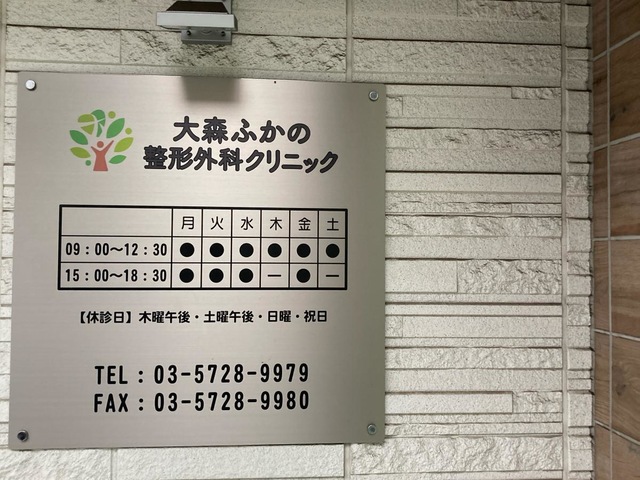 大森ふかの
整形外科クリニック
月 火 水 木 金 土
09:00〜12:30 ● ● ● ● ● ●
15:00〜18:30 ● ● ● － ● －
【休診日】木曜午後・土曜午後・日曜・祝日
TEL:03-5728-9979
FAX:03-5728-9980